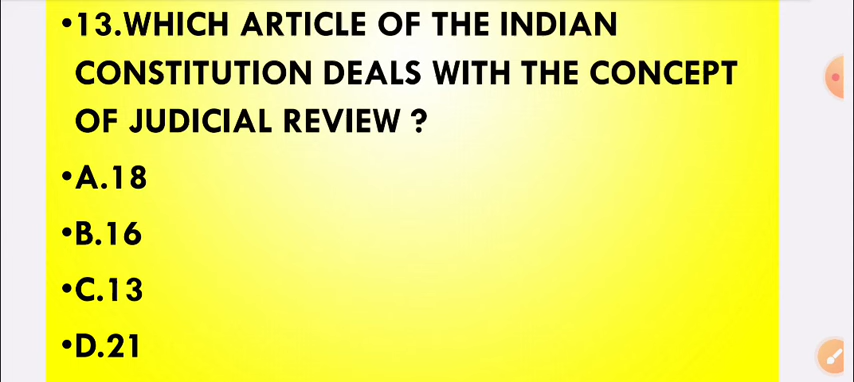 •13.WHICH ARTICLE OF THE INDIAN
CONSTITUTION DEALS WITH THE CONCEPT
OF JUDICIAL REVIEW ?
•A.18
•B.16
•C.13
•D.21